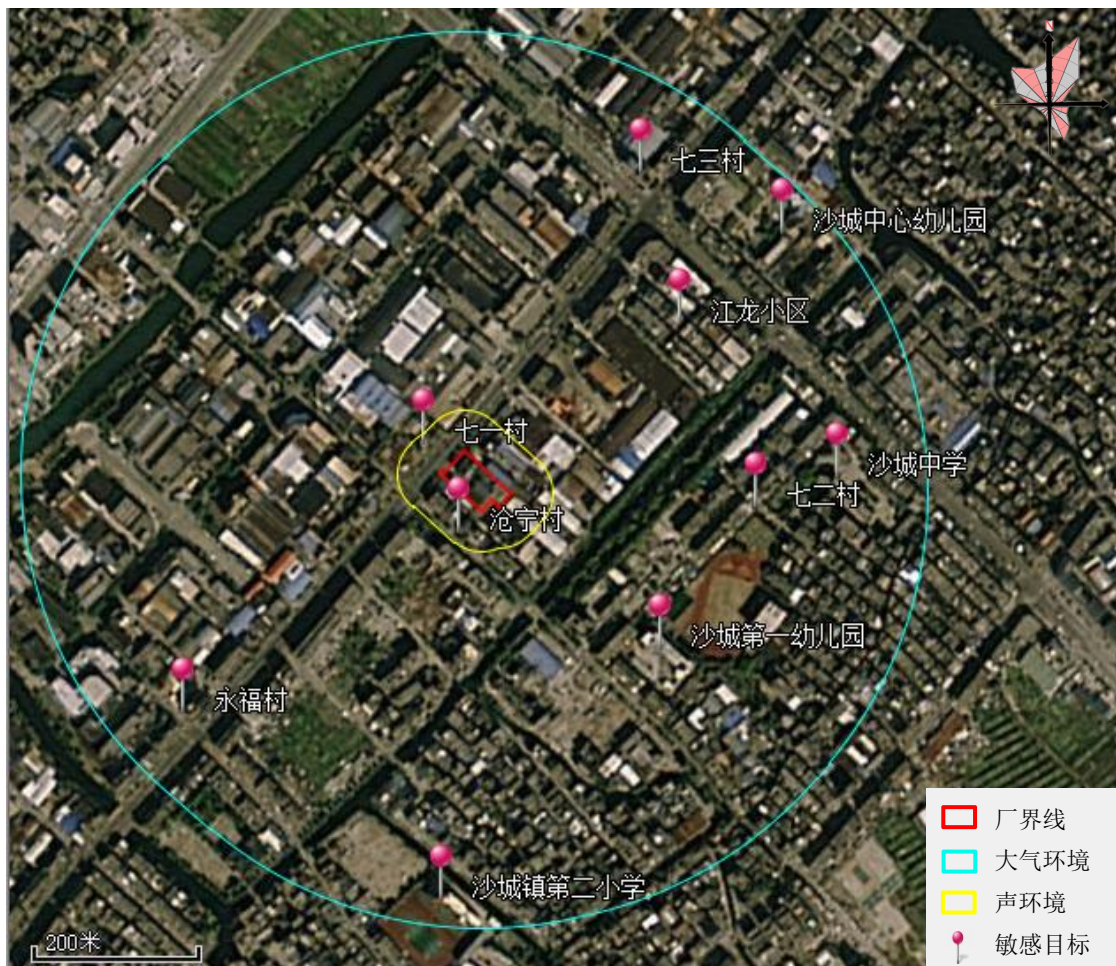 N
七三村
沙城中心幼儿园
江龙小区
七一村
沙城中学
七二村
沧宁村
沙城第一幼儿园
永福村
沙城镇第二小学
200米
厂界线
大气环境
声环境
敏感目标